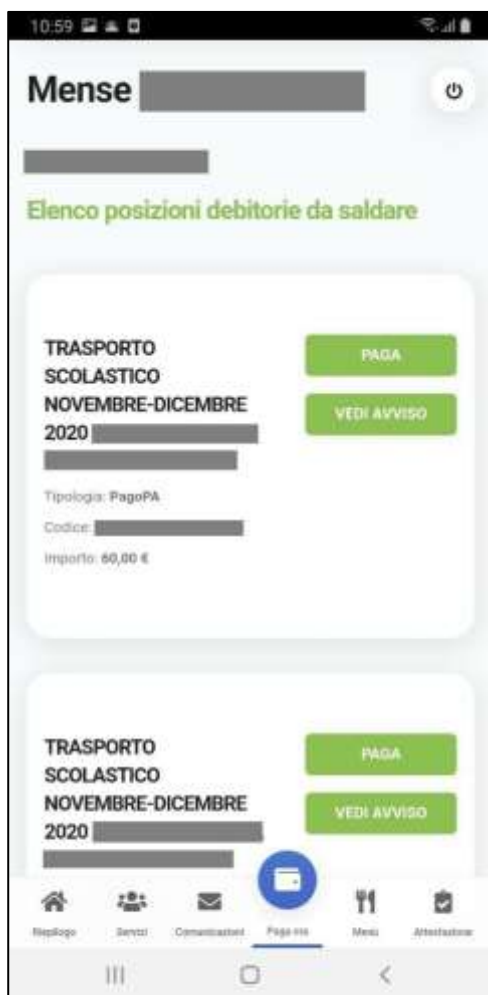 10:59
Mense
Elenco posizioni debitorie da saldare
TRASPORTO
SCOLASTICO
NOVEMBRE-DICEMBRE
2020
PAGA
VEDI AVVISO
Tipologia: PagoPA
Codice:
Importo: 60,00 €
TRASPORTO
SCOLASTICO
NOVEMBRE-DICEMBRE
2020
PAGA
VEDI AVVISO
Riepilogo
Servizi
Comunicazioni
Paga ora
Menù
Attestazione